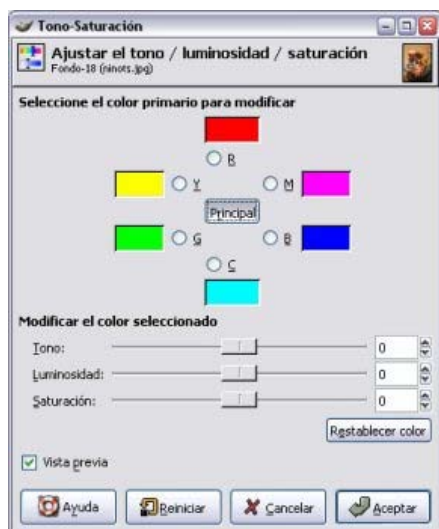 Tono-Saturación
Ajustar el tono / luminosidad / saturación
Fondo-18 (ninots.jpg)
Seleccione el color primario para modificar
R
Y M
Principal
G B
C
Modificar el color seleccionado
Tono: 0
Luminosidad: 0
Saturación: 0
Restablecer color
Vista previa
Ayuda Reiniciar Cancelar Aceptar